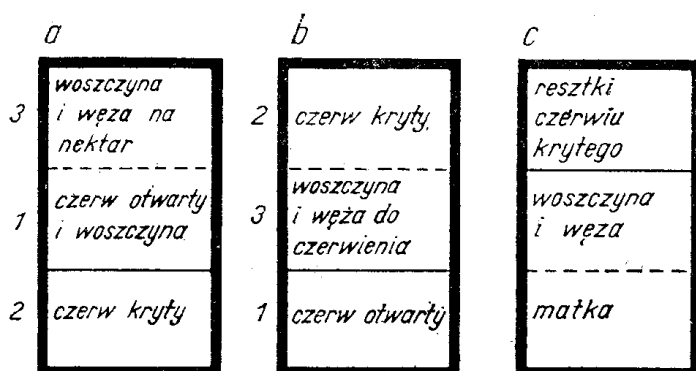 a
3
woszczyna
i węza na
nektar
1
czerw otwarty
i woszczyna
2
czerw kryty
b
2
czerw kryty
3
woszczyna
i węża do
czerwienia
1
czerw otwarty
c
resztki
czerwiu
krytego
woszczyna
i węza
matka